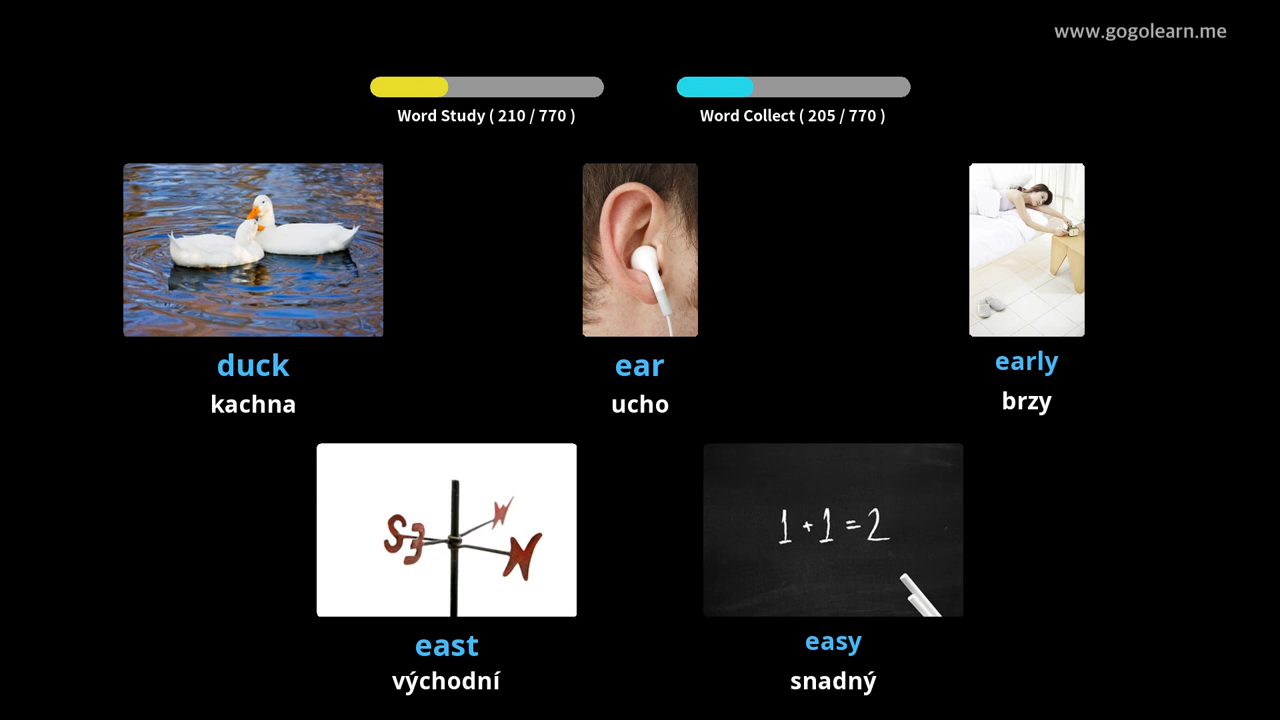 www.gogolearn.me
Word Study ( 210 / 770 )
Word Collect ( 205 / 770 )
duck
kachna
ear
ucho
early
brzy
S E N W
east
východní
1 + 1 = 2
easy
snadný